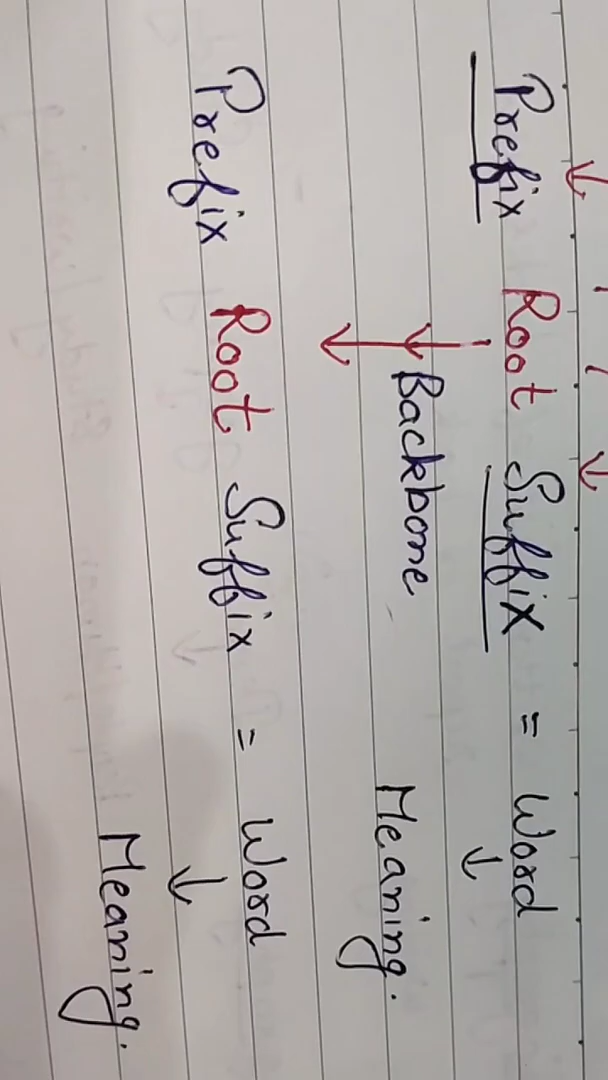 Prefix Root Suffix = Word
↓ Backbone ↓
Meaning.
Prefix Root Suffix = Word
↓
Meaning.